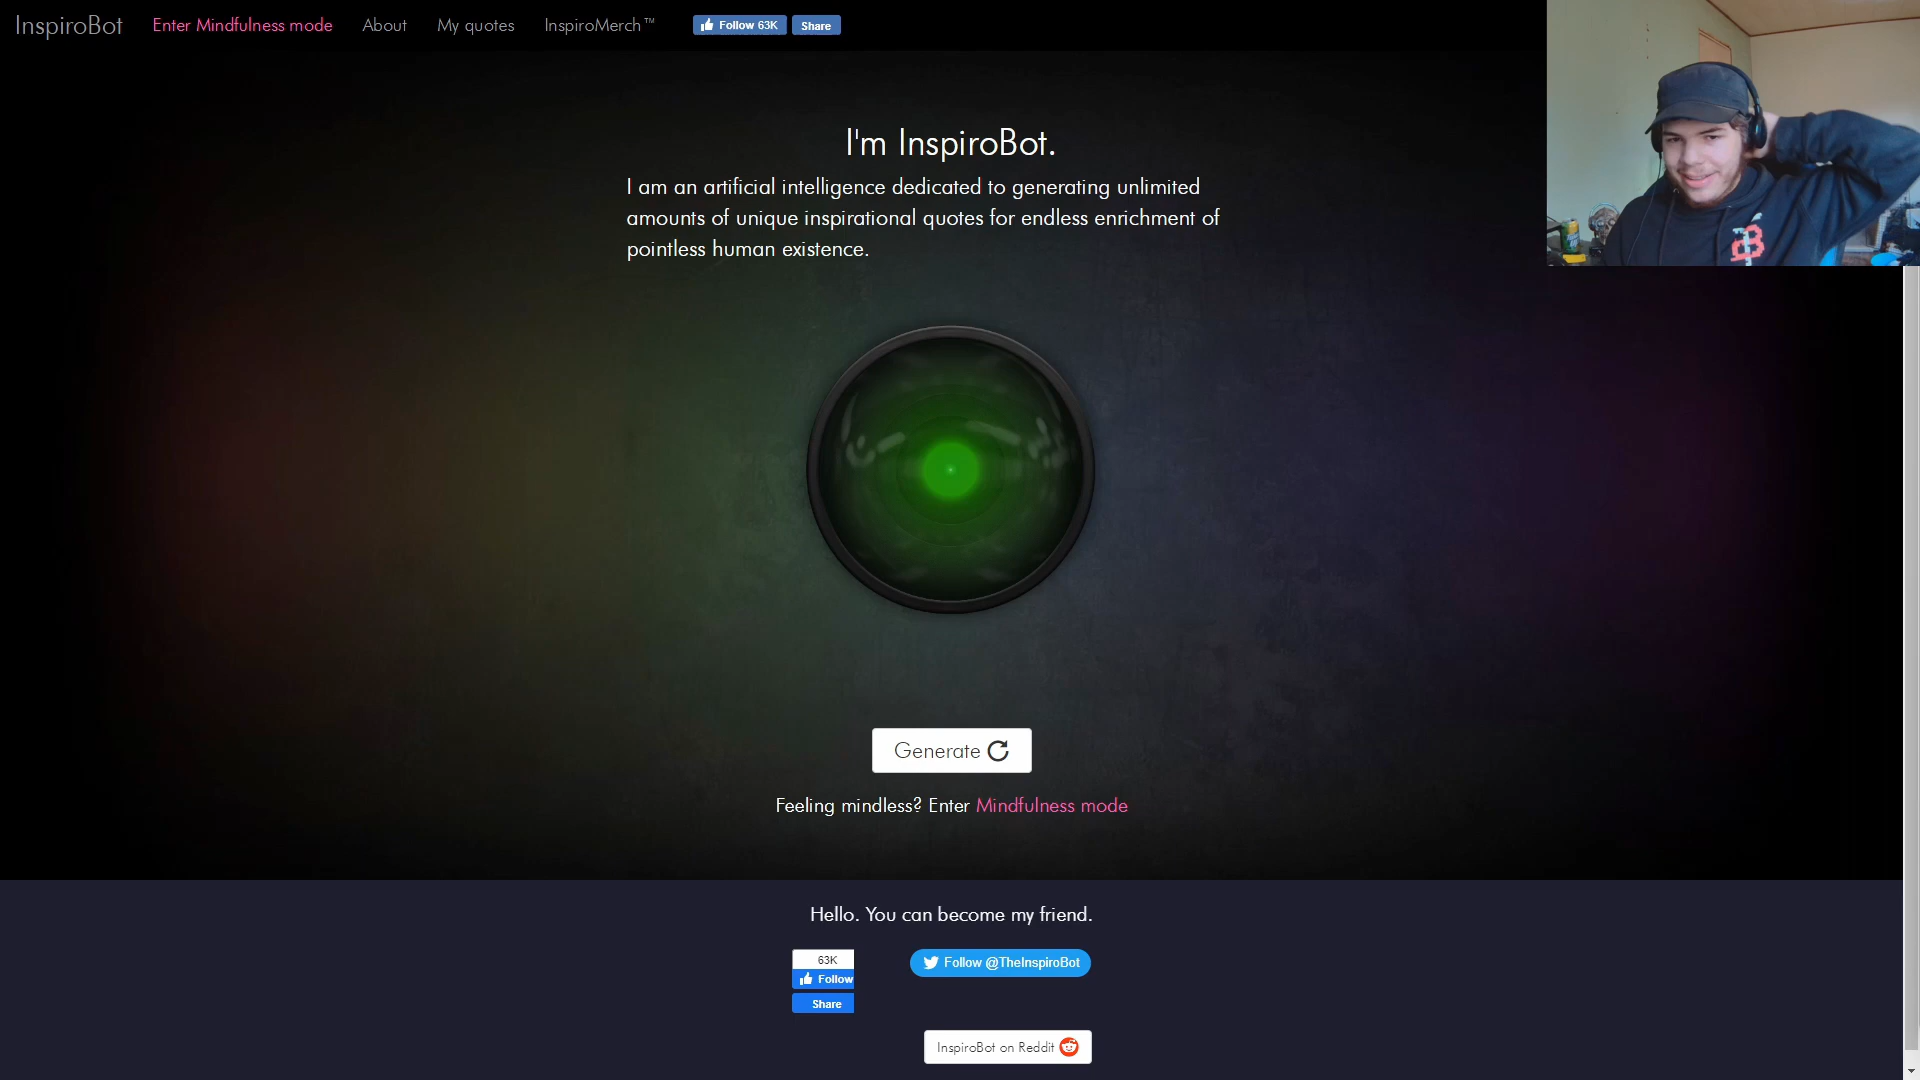 InspiroBot Enter Mindfulness mode About My quotes InspiroMerch™ Follow 63K Share
I'm InspiroBot.
I am an artificial intelligence dedicated to generating unlimited
amounts of unique inspirational quotes for endless enrichment of
pointless human existence.
Generate
Feeling mindless? Enter Mindfulness mode
Hello. You can become my friend.
63K
Follow
Share
Follow @TheInspiroBot
InspiroBot on Reddit